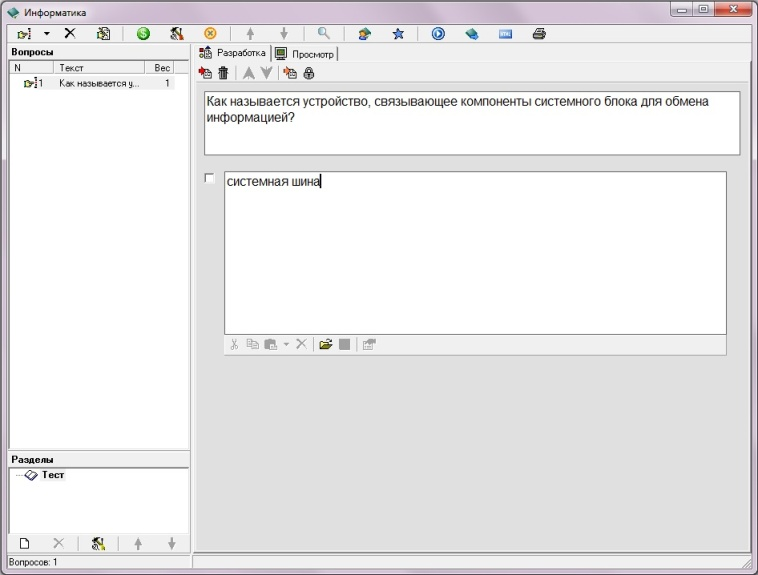 Информатика
Вопросы
N Текст Вес
1 Как называется у... 1
Разработка Просмотр
Как называется устройство, связывающее компоненты системного блока для обмена
информацией?
системная шина
Разделы
Тест
Вопросов: 1